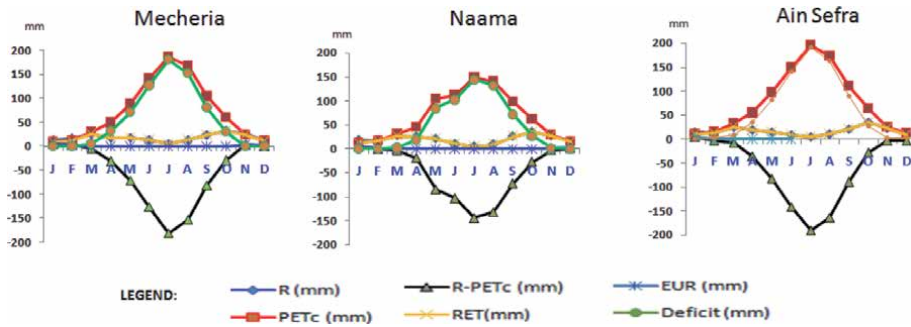 Mecheria
mm
200
150
100
50
0
-50
-100
-150
-200
J F M A M J J A S O N D
Naama
mm
200
150
100
50
0
-50
-100
-150
-200
J F M A M J J A S O N D
Ain Sefra
mm
200
150
100
50
0
-50
-100
-150
-200
J F M A M J J A S O N D
LEGEND:
R (mm)
R-PETc (mm)
EUR (mm)
PETc (mm)
RET(mm)
Deficit(mm)